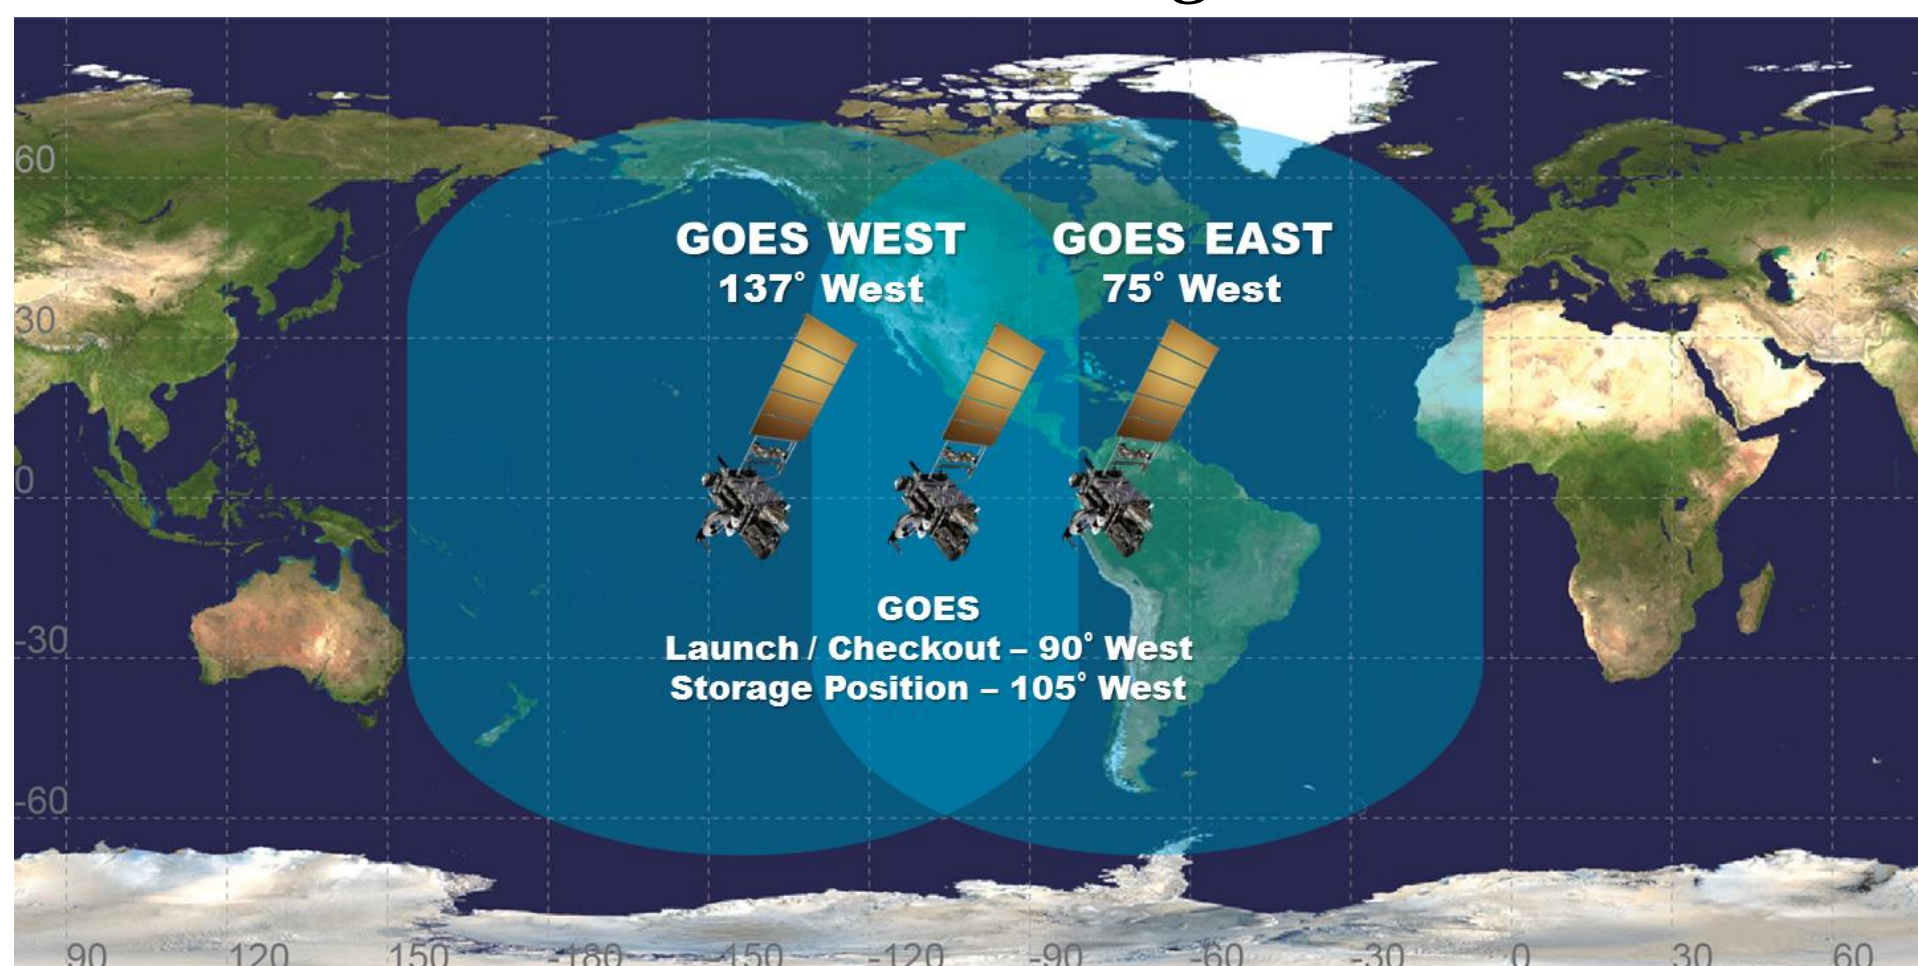 60
30
0
-30
-60
GOES WEST
137° West
GOES EAST
75° West
GOES
Launch / Checkout – 90° West
Storage Position – 105° West
90 120 150 -180 -150 -120 -90 -60 -30 0 30 60